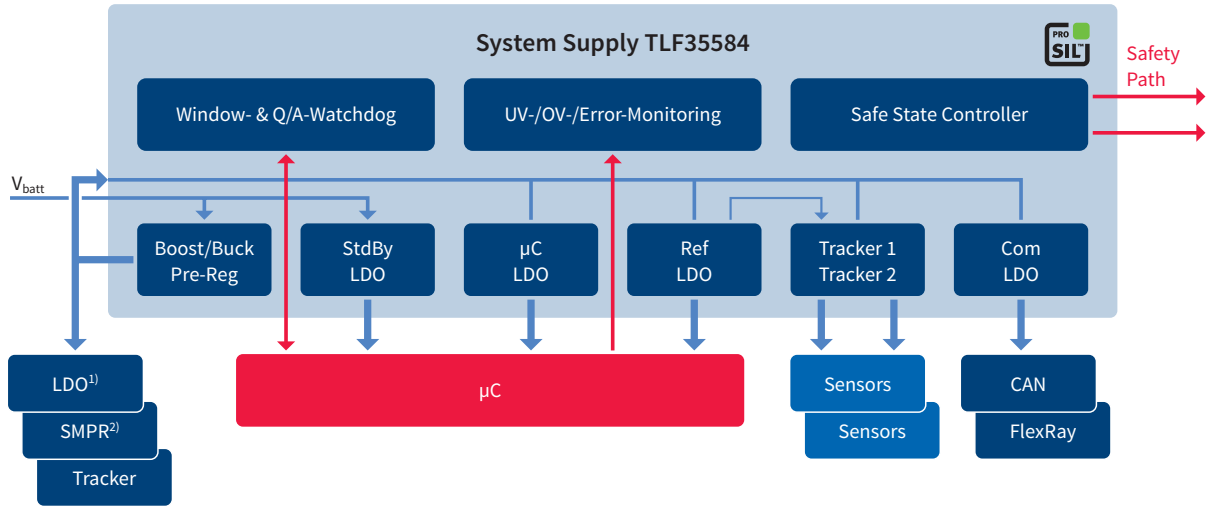 System Supply TLF35584
PRO
SIL™
Safety
Path
Window- & Q/A-Watchdog
UV-/OV-/Error-Monitoring
Safe State Controller
Vbatt
Boost/Buck
Pre-Reg
StdBy
LDO
µC
LDO
Ref
LDO
Tracker 1
Tracker 2
Com
LDO
LDO1)
SMPR2)
Tracker
µC
Sensors
Sensors
CAN
FlexRay